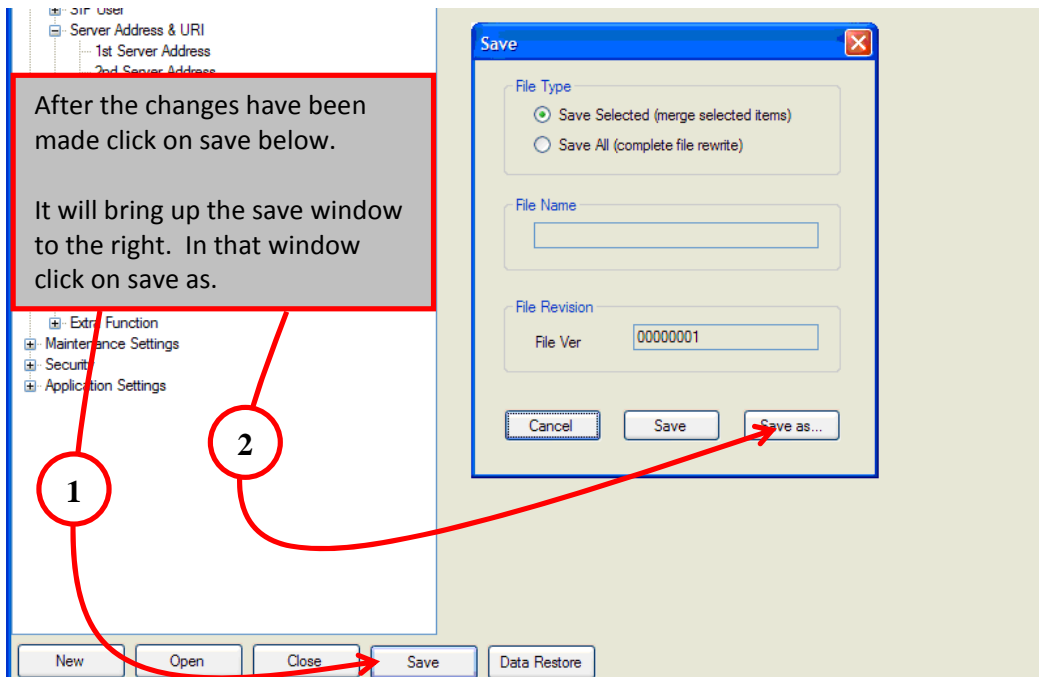 SIP User
Server Address & URI
1st Server Address
2nd Server Address
After the changes have been
made click on save below.
It will bring up the save window
to the right. In that window
click on save as.
Extra Function
Maintenance Settings
Security
Application Settings
1
2
Save
File Type
Save Selected (merge selected items)
Save All (complete file rewrite)
File Name
File Revision
File Ver
00000001
Cancel
Save
Save as...
New
Open
Close
Save
Data Restore